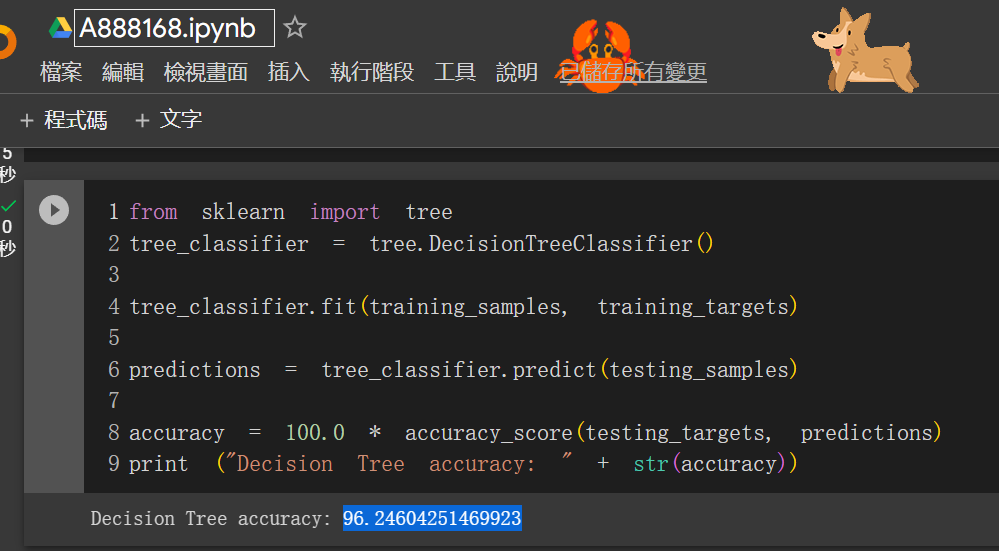 A888168.ipynb
檔案 編輯 檢視畫面 插入 執行階段 工具 說明 已儲存所有變更
+ 程式碼 + 文字
5
秒
0
秒
1 from sklearn import tree
2 tree_classifier = tree.DecisionTreeClassifier()
3
4 tree_classifier.fit(training_samples, training_targets)
5
6 predictions = tree_classifier.predict(testing_samples)
7
8 accuracy = 100.0 * accuracy_score(testing_targets, predictions)
9 print ("Decision Tree accuracy: " + str(accuracy))
Decision Tree accuracy: 96.24604251469923